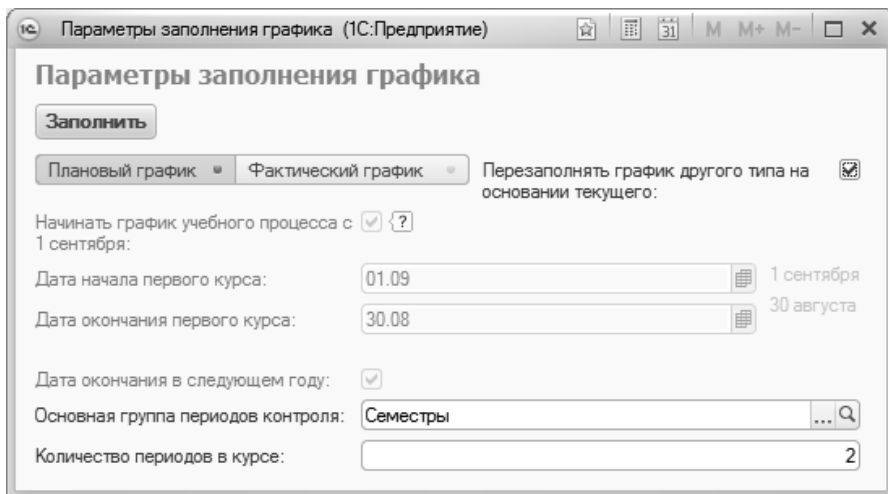 1С Параметры заполнения графика (1С:Предприятие) 31 M M+ M-
Параметры заполнения графика
Заполнить
Плановый график Фактический график Перезаполнять график другого типа на
основании текущего:
Начинать график учебного процесса с ?
1 сентября:
Дата начала первого курса: 01.09 1 сентября
Дата окончания первого курса: 30.08 30 августа
Дата окончания в следующем году:
Основная группа периодов контроля: Семестры ...
Количество периодов в курсе: 2